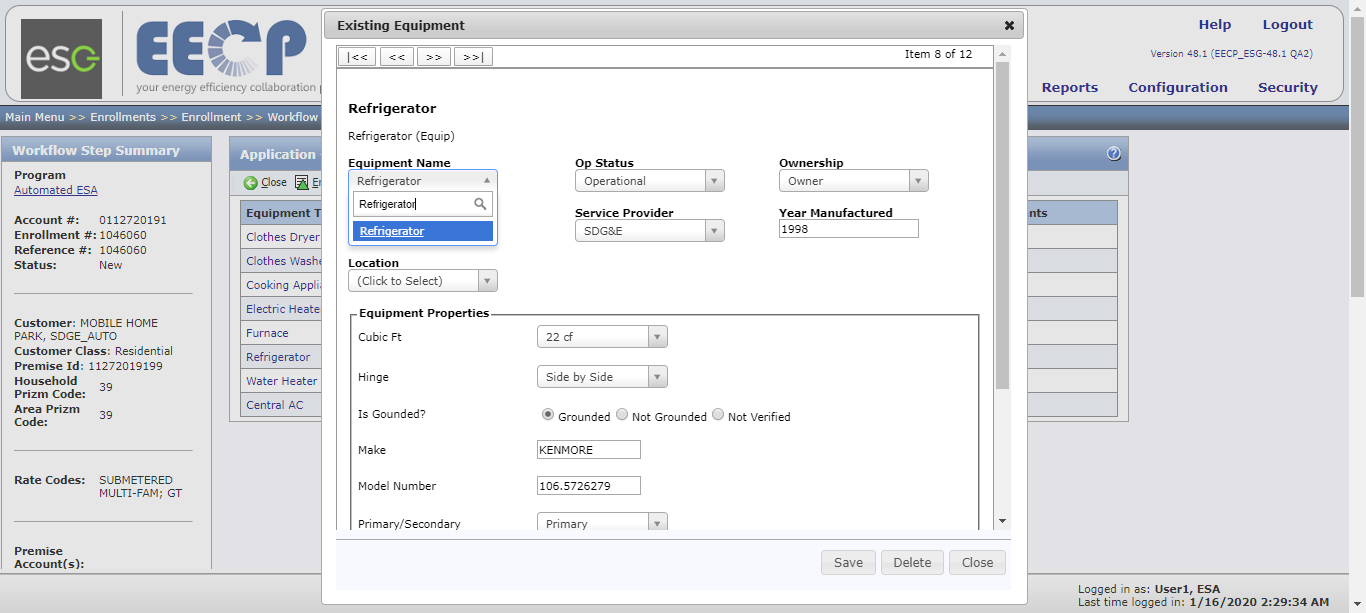 Existing Equipment
Help Logout
Version 48.1 (EECP_ESG-48.1 QA2)
Reports Configuration Security
esg
EECP
your energy efficiency collaboration
Main Menu >> Enrollments >> Enrollment >> Workflow
Workflow Step Summary
Program
Automated ESA
Account #: 0112720191
Enrollment #: 1046060
Reference #: 1046060
Status: New
Customer: MOBILE HOME
PARK, SDGE_AUTO
Customer Class: Residential
Premise Id: 11272019199
Household
Prizm Code: 39
Area Prizm
Code: 39
Rate Codes: SUBMETERED
MULTI-FAM; GT
Premise
Account(s):
Application
Close
Equipment T
Clothes Dryer
Clothes Washe
Cooking Applia
Electric Heate
Furnace
Refrigerator
Water Heater
Central AC
nts
|<< << >> >>|
Item 8 of 12
Refrigerator
Refrigerator (Equip)
Equipment Name
Refrigerator
Refrigerator
Refrigerator
Op Status
Operational
Ownership
Owner
Service Provider
SDG&E
Year Manufactured
1998
Location
(Click to Select)
Equipment Properties
Cubic Ft 22 cf
Hinge Side by Side
Is Gounded? Grounded Not Grounded Not Verified
Make KENMORE
Model Number 106.5726279
Primary/Secondary Primary
Save Delete Close
Logged in as: User1, ESA
Last time logged in: 1/16/2020 2:29:34 AM